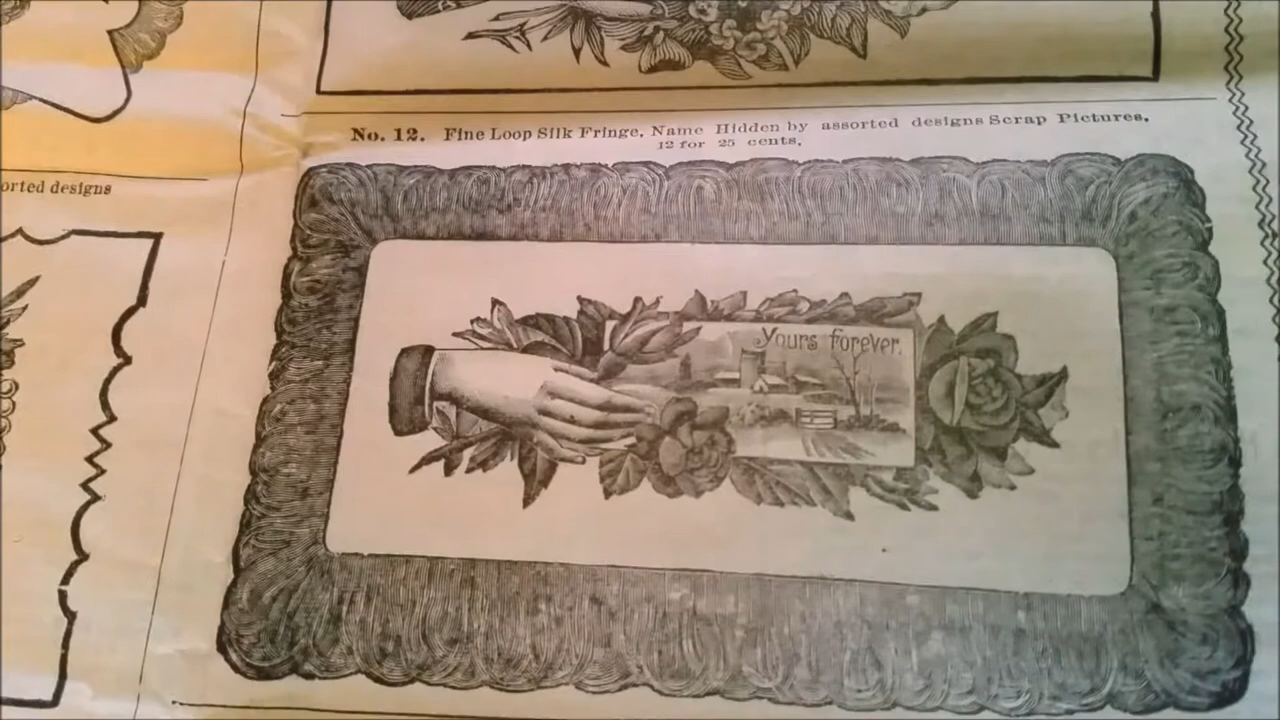 No. 12. Fine Loop Silk Fringe, Name Hidden by assorted designs Scrap Pictures.
12 for 25 cents.
orted designs
Yours forever.